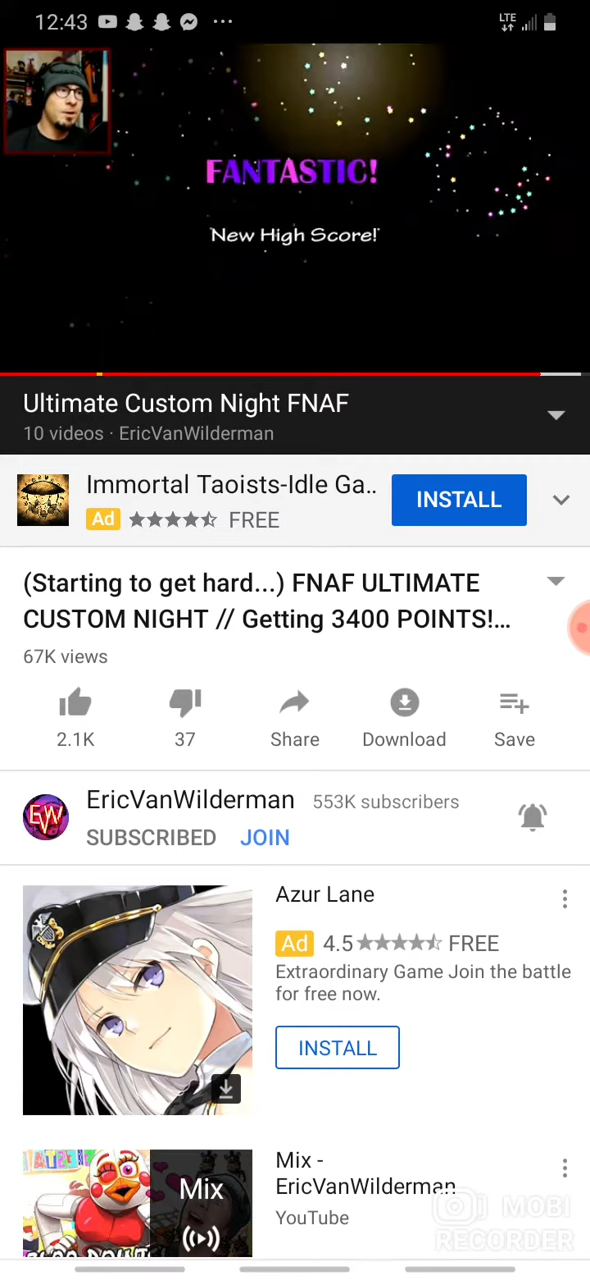 12:43
LTE
FANTASTIC!
New High Score!
Ultimate Custom Night FNAF
10 videos · EricVanWilderman
Immortal Taoists-Idle Ga..
Ad FREE
INSTALL
(Starting to get hard...) FNAF ULTIMATE
CUSTOM NIGHT // Getting 3400 POINTS!...
67K views
2.1K 37 Share Download Save
EW
EricVanWilderman 553K subscribers
SUBSCRIBED JOIN
Azur Lane
Ad 4.5 FREE
Extraordinary Game Join the battle
for free now.
INSTALL
Mix
Mix -
EricVanWilderman
YouTube
MOBI
RECORDER